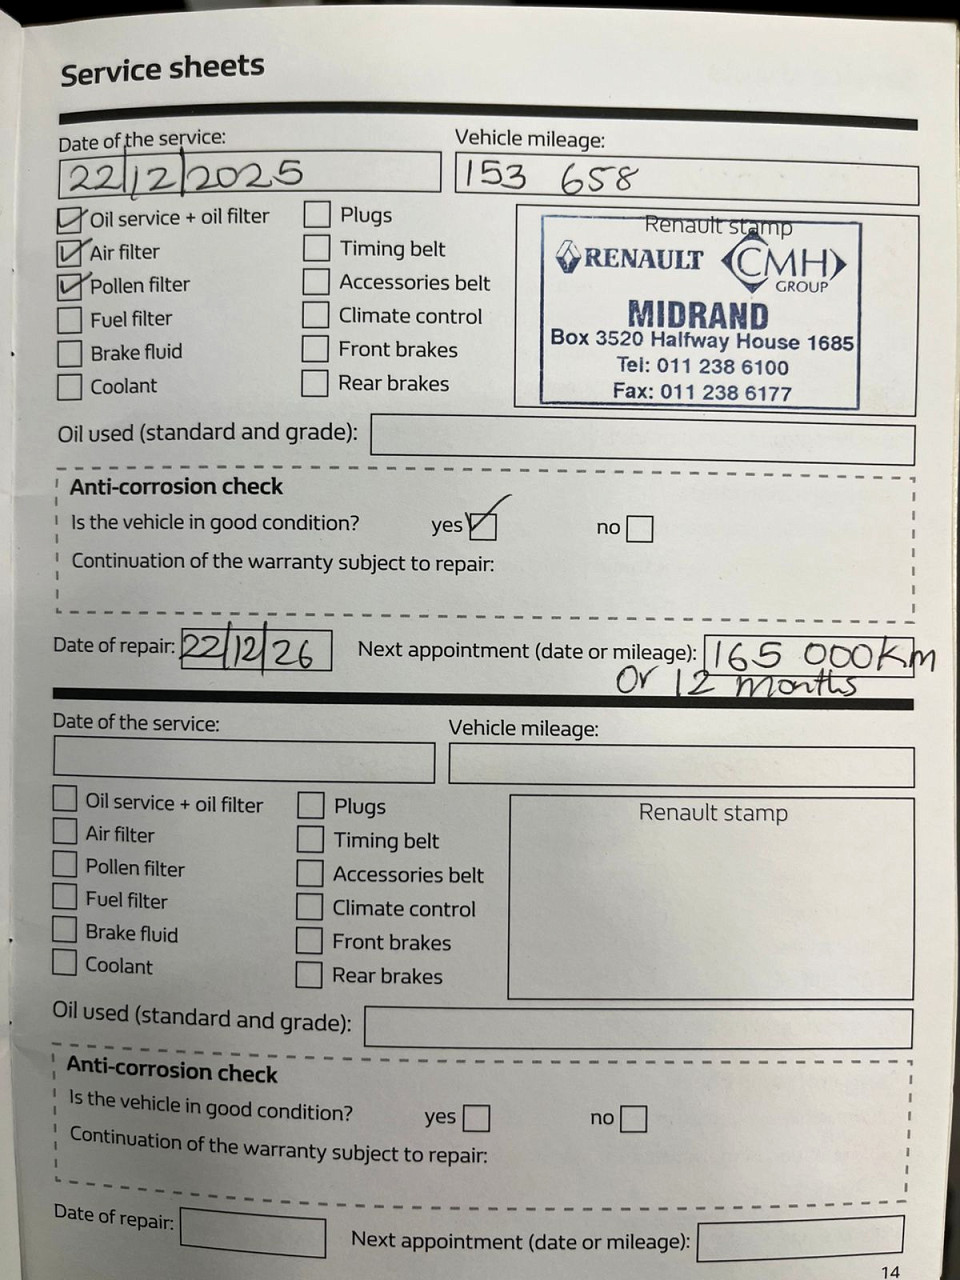 Service sheets
Date of the service: Vehicle mileage:
22/12/2025 153 658
Oil service + oil filter Plugs
Air filter Timing belt
Pollen filter Accessories belt
Fuel filter Climate control
Brake fluid Front brakes
Coolant Rear brakes
Renault stamp
RENAULT CMH
GROUP
MIDRAND
Box 3520 Halfway House 1685
Tel: 011 238 6100
Fax: 011 238 6177
Oil used (standard and grade):
Anti-corrosion check
Is the vehicle in good condition? yes no
Continuation of the warranty subject to repair:
Date of repair: 22/12/26 Next appointment (date or mileage): 165 000km
Or 12 months
Date of the service: Vehicle mileage:
Oil service + oil filter Plugs
Air filter Timing belt
Pollen filter Accessories belt
Fuel filter Climate control
Brake fluid Front brakes
Coolant Rear brakes
Renault stamp
Oil used (standard and grade):
Anti-corrosion check
Is the vehicle in good condition? yes no
Continuation of the warranty subject to repair:
Date of repair: Next appointment (date or mileage):
14